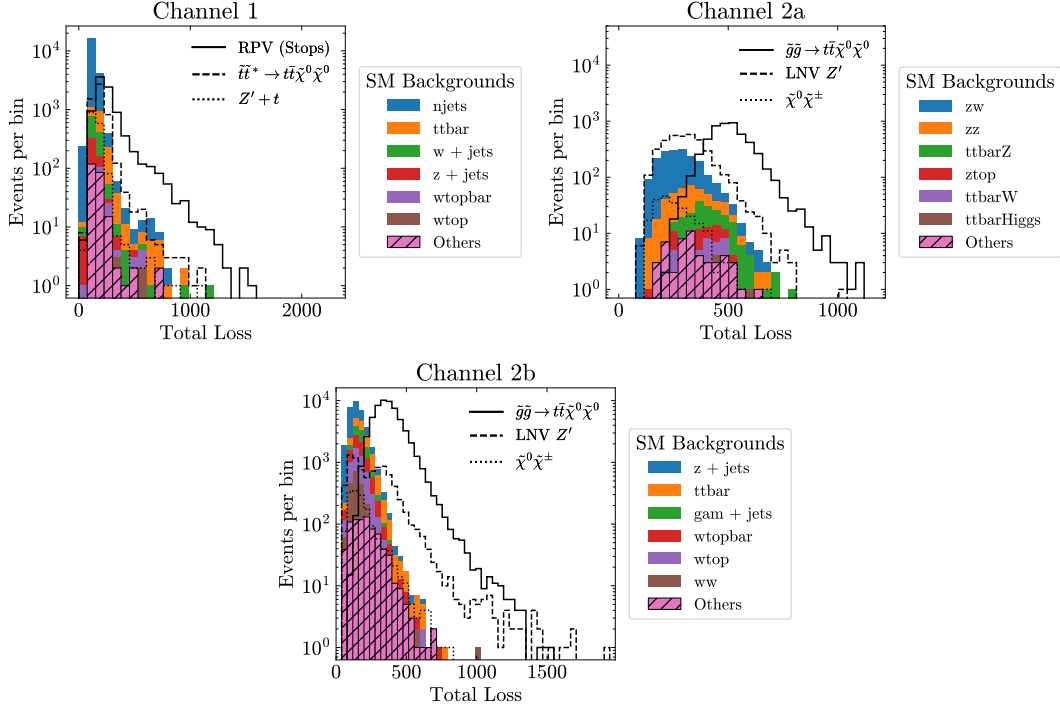 Channel 1
Events per bin
10⁴
10³
10²
10¹
10⁰
0 1000 2000
Total Loss
RPV (Stops)
t̃t̃* → tt̄χ̃⁰χ̃⁰
Z′ + t
SM Backgrounds
njets
ttbar
w + jets
z + jets
wtopbar
wtop
Others
Channel 2a
Events per bin
10⁴
10³
10²
10¹
10⁰
0 500 1000
Total Loss
g̃g̃ → tt̄χ̃⁰χ̃⁰
LNV Z′
χ̃⁰χ̃±
SM Backgrounds
zw
zz
ttbarZ
ztop
ttbarW
ttbarHiggs
Others
Channel 2b
Events per bin
10⁴
10³
10²
10¹
10⁰
0 500 1000 1500
Total Loss
g̃g̃ → tt̄χ̃⁰χ̃⁰
LNV Z′
χ̃⁰χ̃±
SM Backgrounds
z + jets
ttbar
gam + jets
wtopbar
wtop
ww
Others